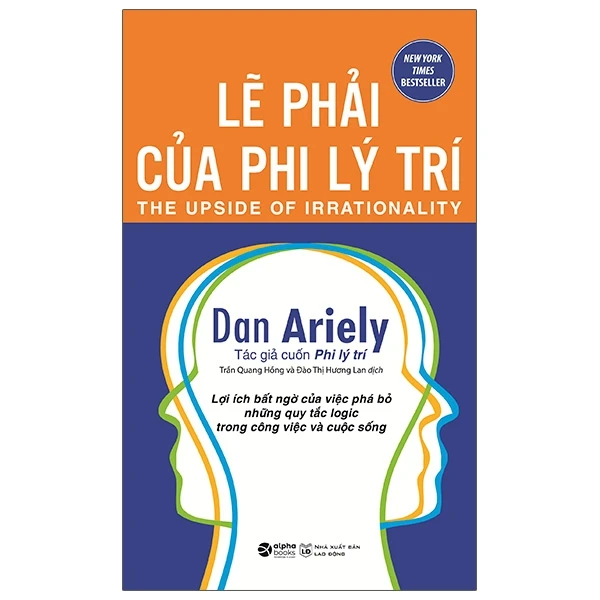 NEW YORK
TIMES
BESTSELLER
LẼ PHẢI
CỦA PHI LÝ TRÍ
THE UPSIDE OF IRRATIONALITY
Dan Ariely
Tác giả cuốn Phi lý trí
Trần Quang Hồng và Đào Thị Hương Lan dịch
Lợi ích bất ngờ của việc phá bỏ
những quy tắc logic
trong công việc và cuộc sống
alpha
books
LĐ
NHÀ XUẤT BẢN
LAO ĐỘNG